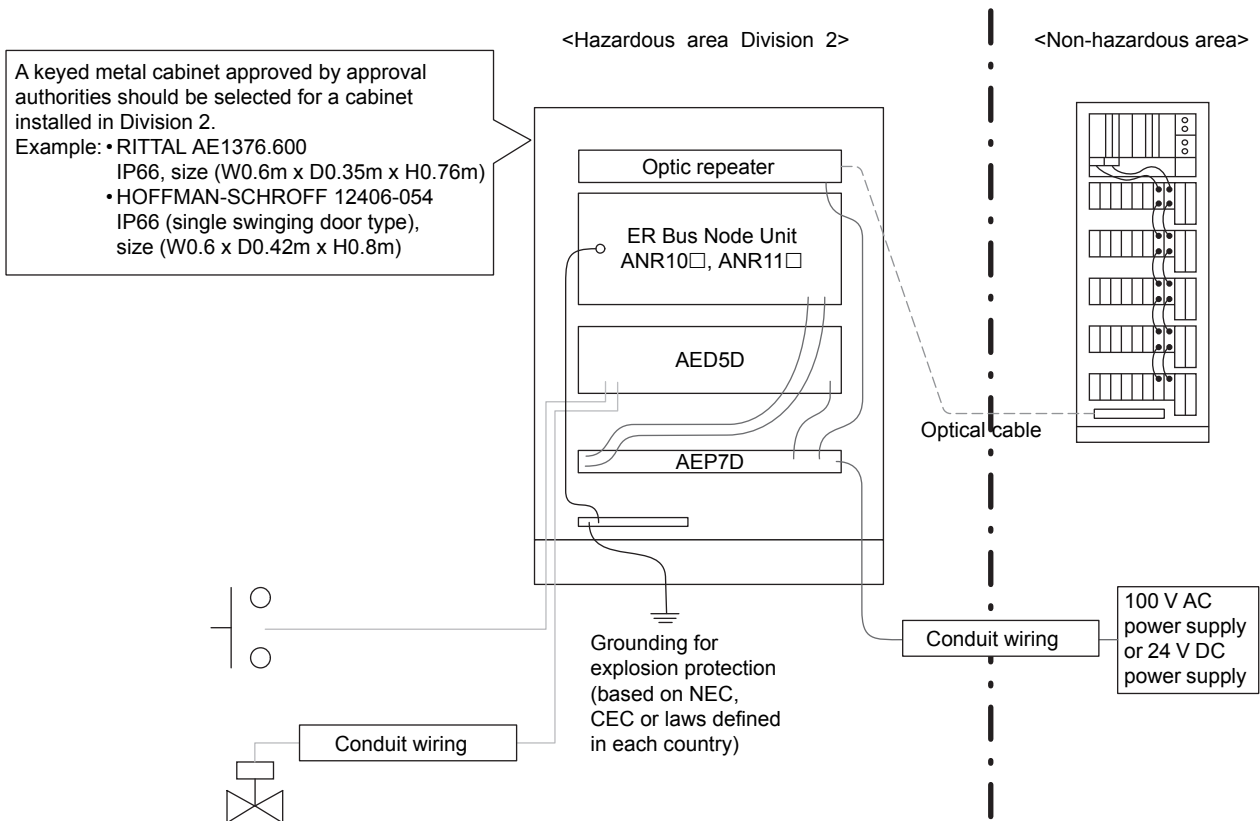 <Hazardous area Division 2>
<Non-hazardous area>
A keyed metal cabinet approved by approval
authorities should be selected for a cabinet
installed in Division 2.
Example: • RITTAL AE1376.600
IP66, size (W0.6m x D0.35m x H0.76m)
• HOFFMAN-SCHROFF 12406-054
IP66 (single swinging door type),
size (W0.6 x D0.42m x H0.8m)
Optic repeater
ER Bus Node Unit
ANR10□, ANR11□
AED5D
AEP7D
Optical cable
Grounding for
explosion protection
(based on NEC,
CEC or laws defined
in each country)
Conduit wiring
100 V AC
power supply
or 24 V DC
power supply
Conduit wiring